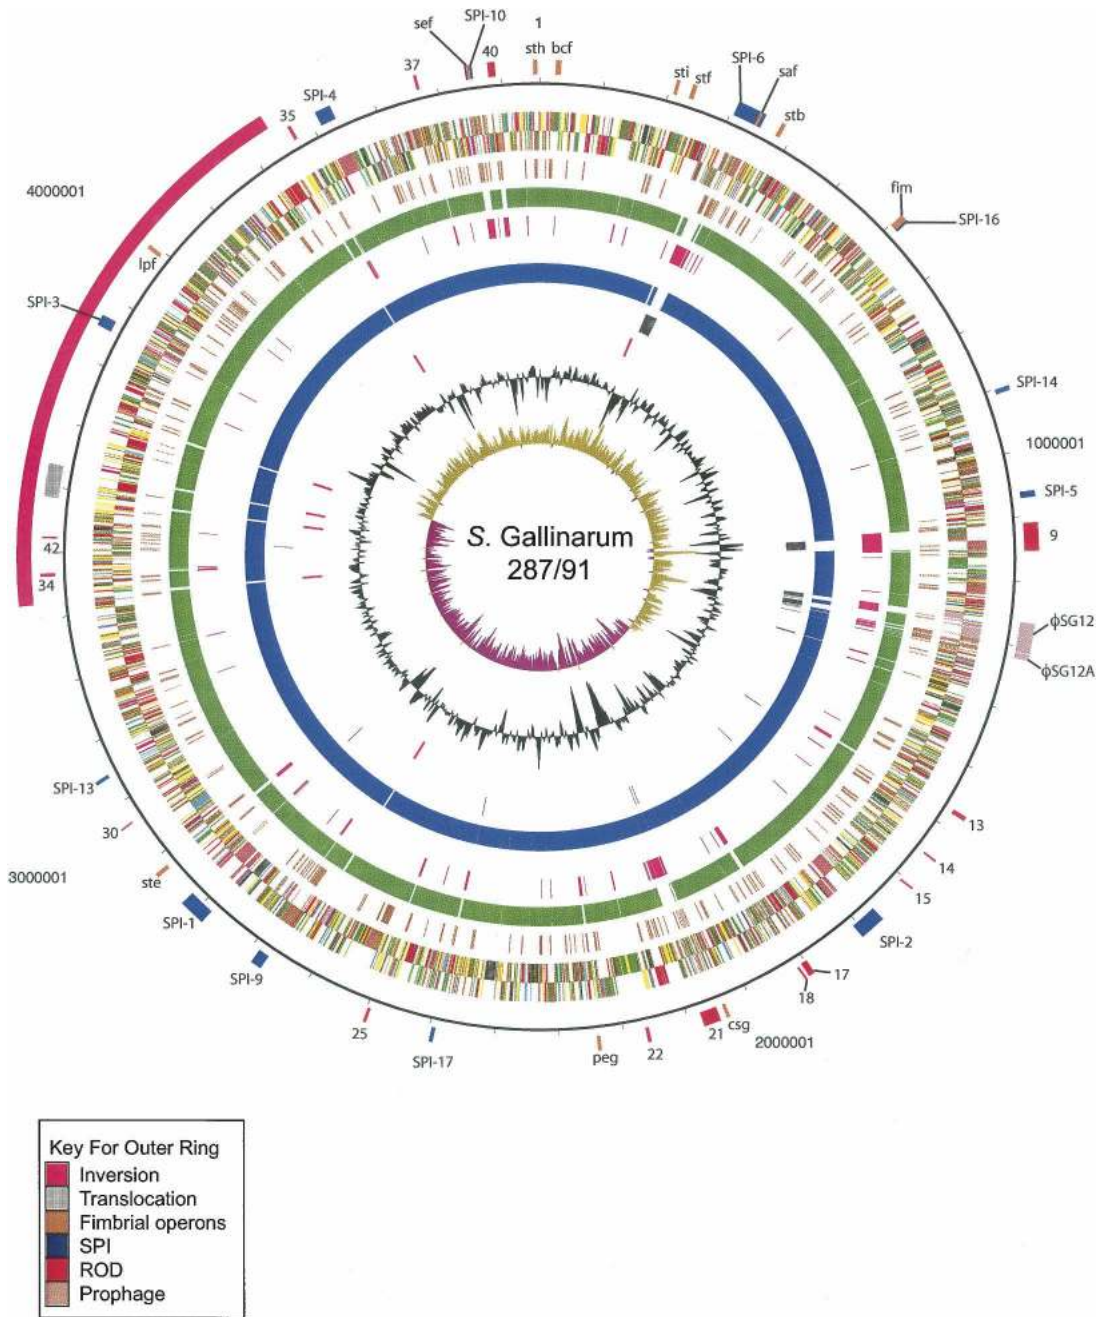 1
sef
SPI-10
37
40
sth
bcf
SPI-4
35
sti
stf
SPI-6
saf
stb
4000001
fim
SPI-16
lpf
SPI-3
SPI-14
1000001
SPI-5
9
42
34
S. Gallinarum
287/91
ϕSG12
ϕSG12A
SPI-13
30
13
14
15
3000001
ste
SPI-1
SPI-9
SPI-2
17
18
25
SPI-17
peg
22
21
csg
2000001
Key For Outer Ring
Inversion
Translocation
Fimbrial operons
SPI
ROD
Prophage